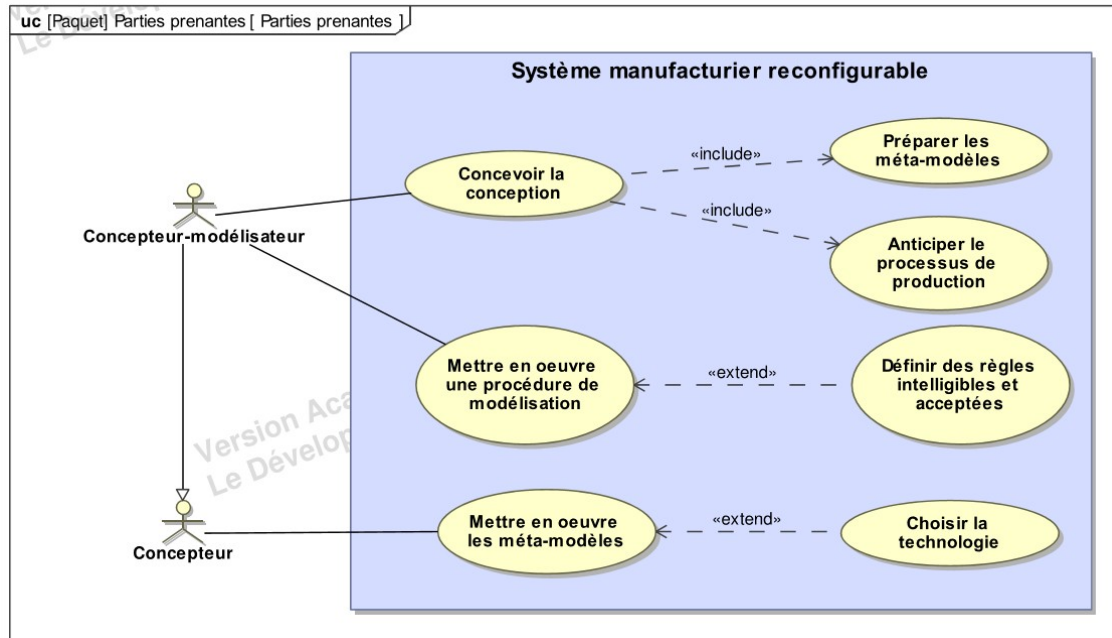 uc [Paquet] Parties prenantes [ Parties prenantes ]
Système manufacturier reconfigurable
Préparer les
méta-modèles
«include»
Concevoir la
conception
«include»
Concepteur-modélisateur
Anticiper le
processus de
production
Mettre en oeuvre
une procédure de
modélisation
«extend»
Définir des règles
intelligibles et
acceptées
Version Aca
Le Dévelop
Mettre en oeuvre
les méta-modèles
«extend»
Choisir la
technologie
Concepteur